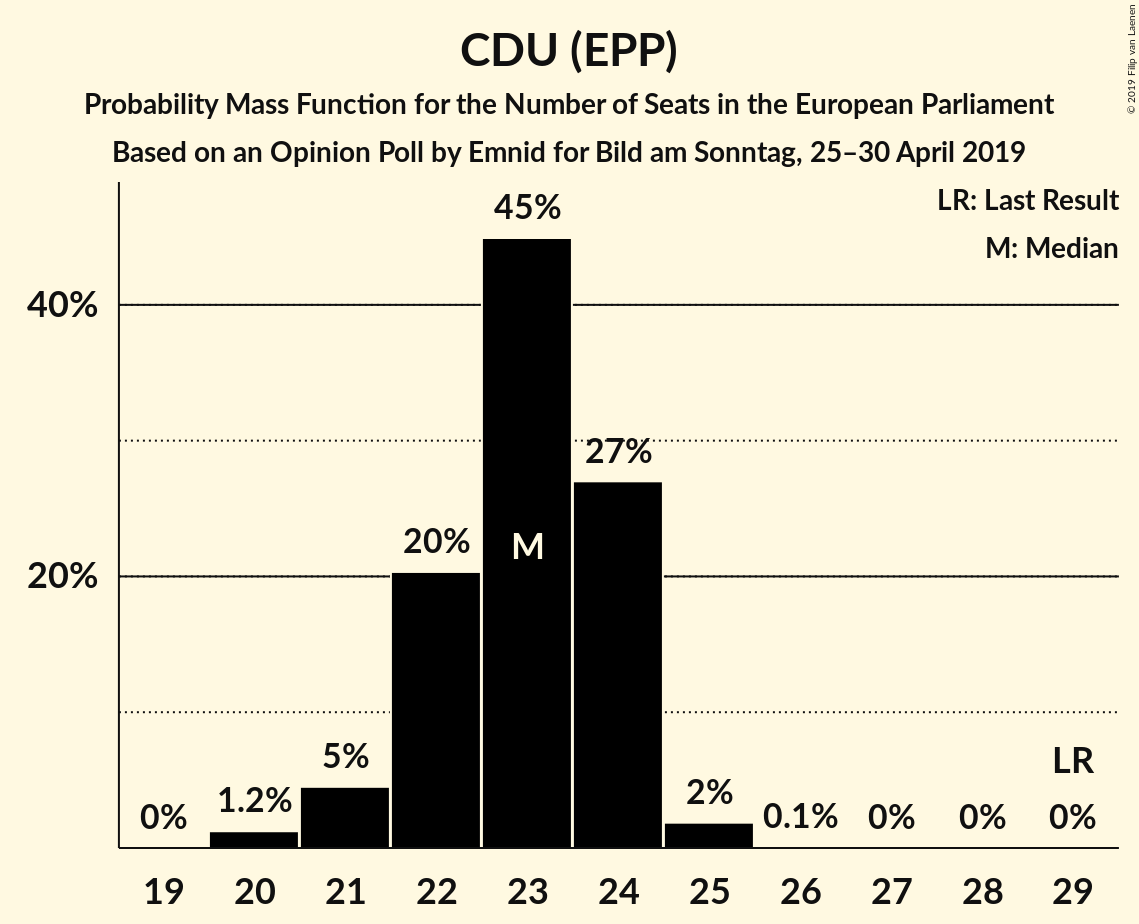 CDU (EPP)
Probability Mass Function for the Number of Seats in the European Parliament
Based on an Opinion Poll by Emnid for Bild am Sonntag, 25–30 April 2019
© 2019 Filip van Laenen
LR: Last Result
M: Median
40%
20%
0%
1.2%
5%
20%
45%
M
27%
2%
0.1%
0%
0%
LR
0%
19 20 21 22 23 24 25 26 27 28 29